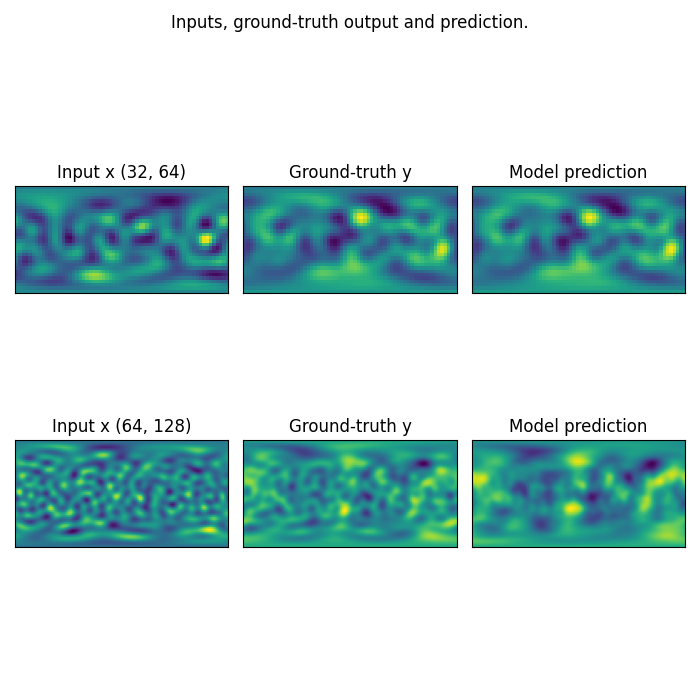 Inputs, ground-truth output and prediction.
Input x (32, 64)
Ground-truth y
Model prediction
Input x (64, 128)
Ground-truth y
Model prediction